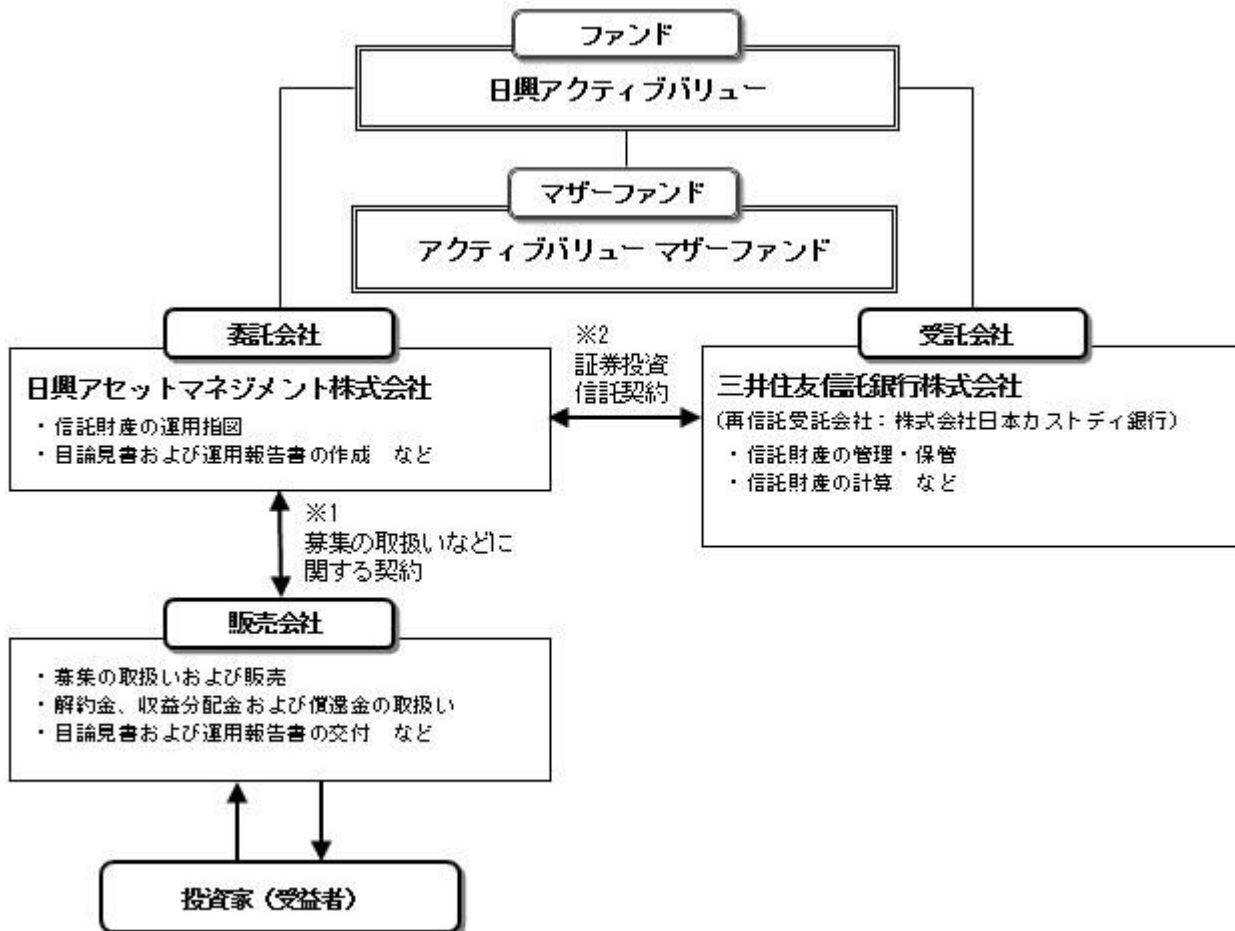 ファンド
日興アクティブバリュー
マザーファンド
アクティブバリュー マザーファンド
委託会社
日興アセットマネジメント株式会社
・信託財産の運用指図
・目論見書および運用報告書の作成 など
※2
証券投資
信託契約
受託会社
三井住友信託銀行株式会社
(再信託受託会社：株式会社日本カストディ銀行)
・信託財産の管理・保管
・信託財産の計算 など
※1
募集の取扱いなどに
関する契約
販売会社
・募集の取扱いおよび販売
・解約金、収益分配金および償還金の取扱い
・目論見書および運用報告書の交付 など
投資家（受益者）